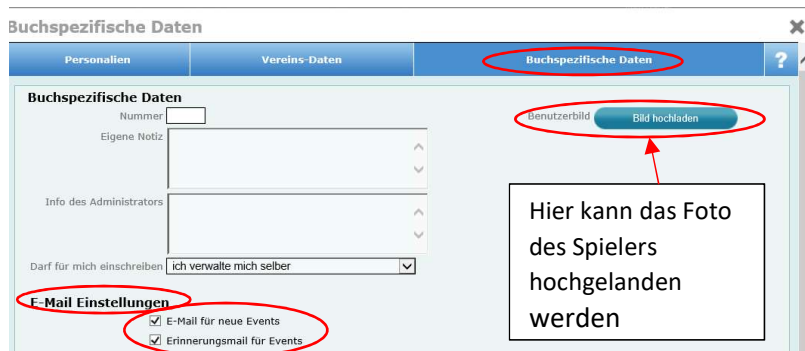 Buchspezifische Daten
Personalien Vereins-Daten Buchspezifische Daten ?
Buchspezifische Daten
Nummer
Benutzerbild Bild hochladen
Eigene Notiz
Info des Administrators
Hier kann das Foto
des Spielers
hochgelanden
werden
Darf für mich einschreiben ich verwalte mich selber
E-Mail Einstellungen
E-Mail für neue Events
Erinnerungsmail für Events